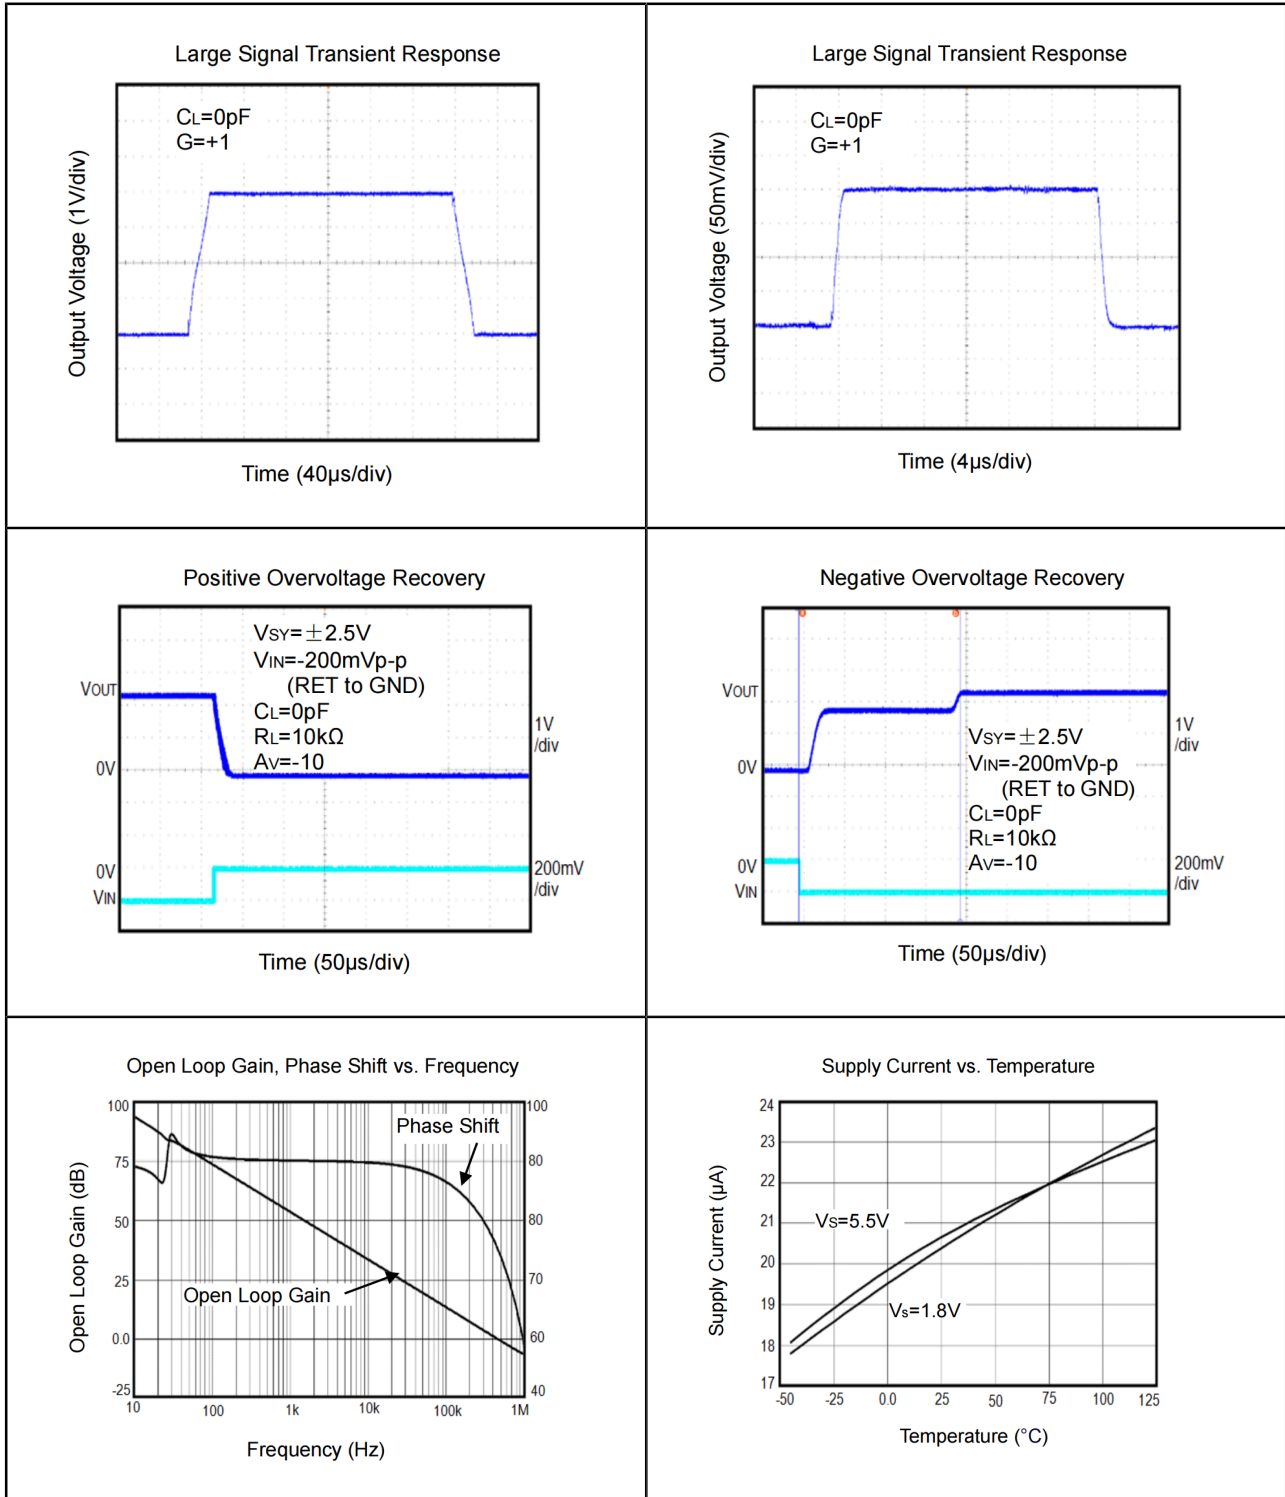 Large Signal Transient Response
CL=0pF
G=+1
Output Voltage (1V/div)
Time (40µs/div)
Large Signal Transient Response
CL=0pF
G=+1
Output Voltage (50mV/div)
Time (4µs/div)
Positive Overvoltage Recovery
VSY=±2.5V
VIN=-200mVp-p
(RET to GND)
CL=0pF
RL=10kΩ
AV=-10
VOUT
0V
1V
/div
0V
VIN
200mV
/div
Time (50µs/div)
Negative Overvoltage Recovery
VOUT
0V
1V
/div
VSY=±2.5V
VIN=-200mVp-p
(RET to GND)
CL=0pF
RL=10kΩ
AV=-10
0V
VIN
200mV
/div
Time (50µs/div)
Open Loop Gain, Phase Shift vs. Frequency
100
75
50
25
0.0
-25
Open Loop Gain (dB)
Phase Shift
Open Loop Gain
100
80
80
70
60
40
10 100 1k 10k 100k 1M
Frequency (Hz)
Supply Current vs. Temperature
24
23
22
21
20
19
18
17
Supply Current (µA)
VS=5.5V
Vs=1.8V
-50 -25 0.0 25 50 75 100 125
Temperature (°C)